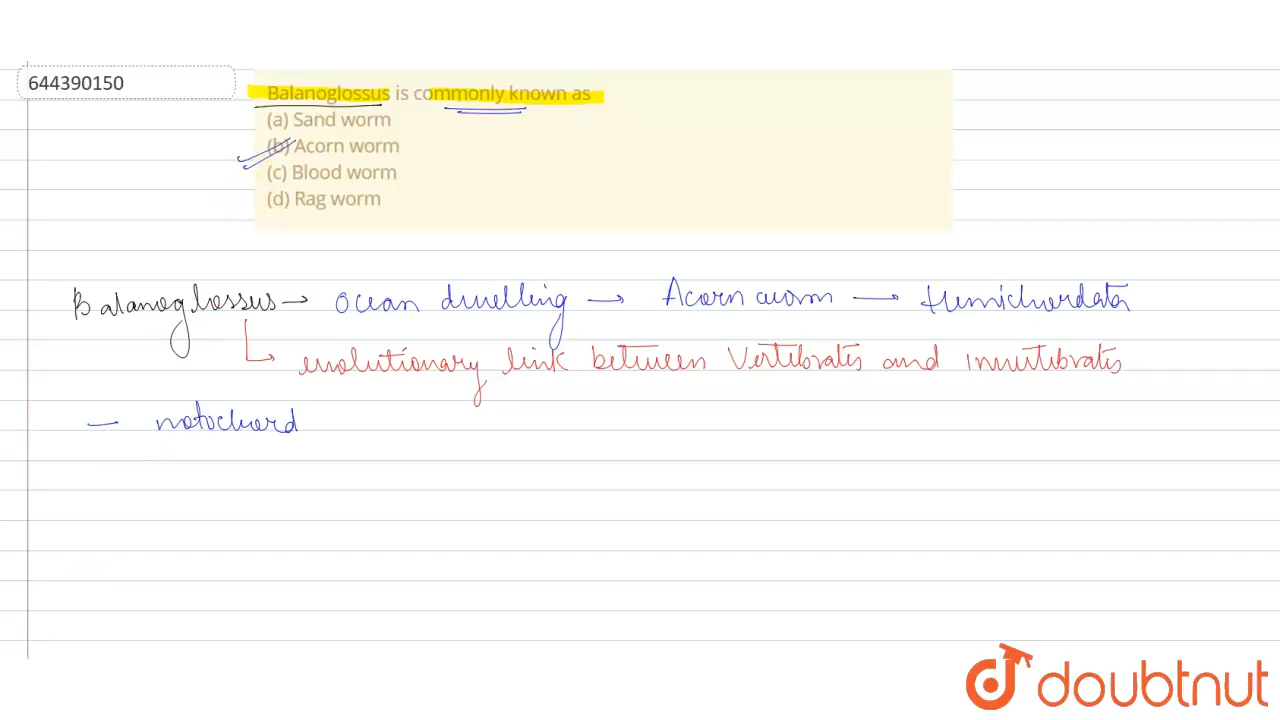 644390150
Balanoglossus is commonly known as
(a) Sand worm
(b) Acorn worm
(c) Blood worm
(d) Rag worm
Balanoglossus → Ocean dwelling → Acorn worm → Hemichordata
↳ evolutionary link between Vertebrates and invertebrates
— notochord
doubtnut